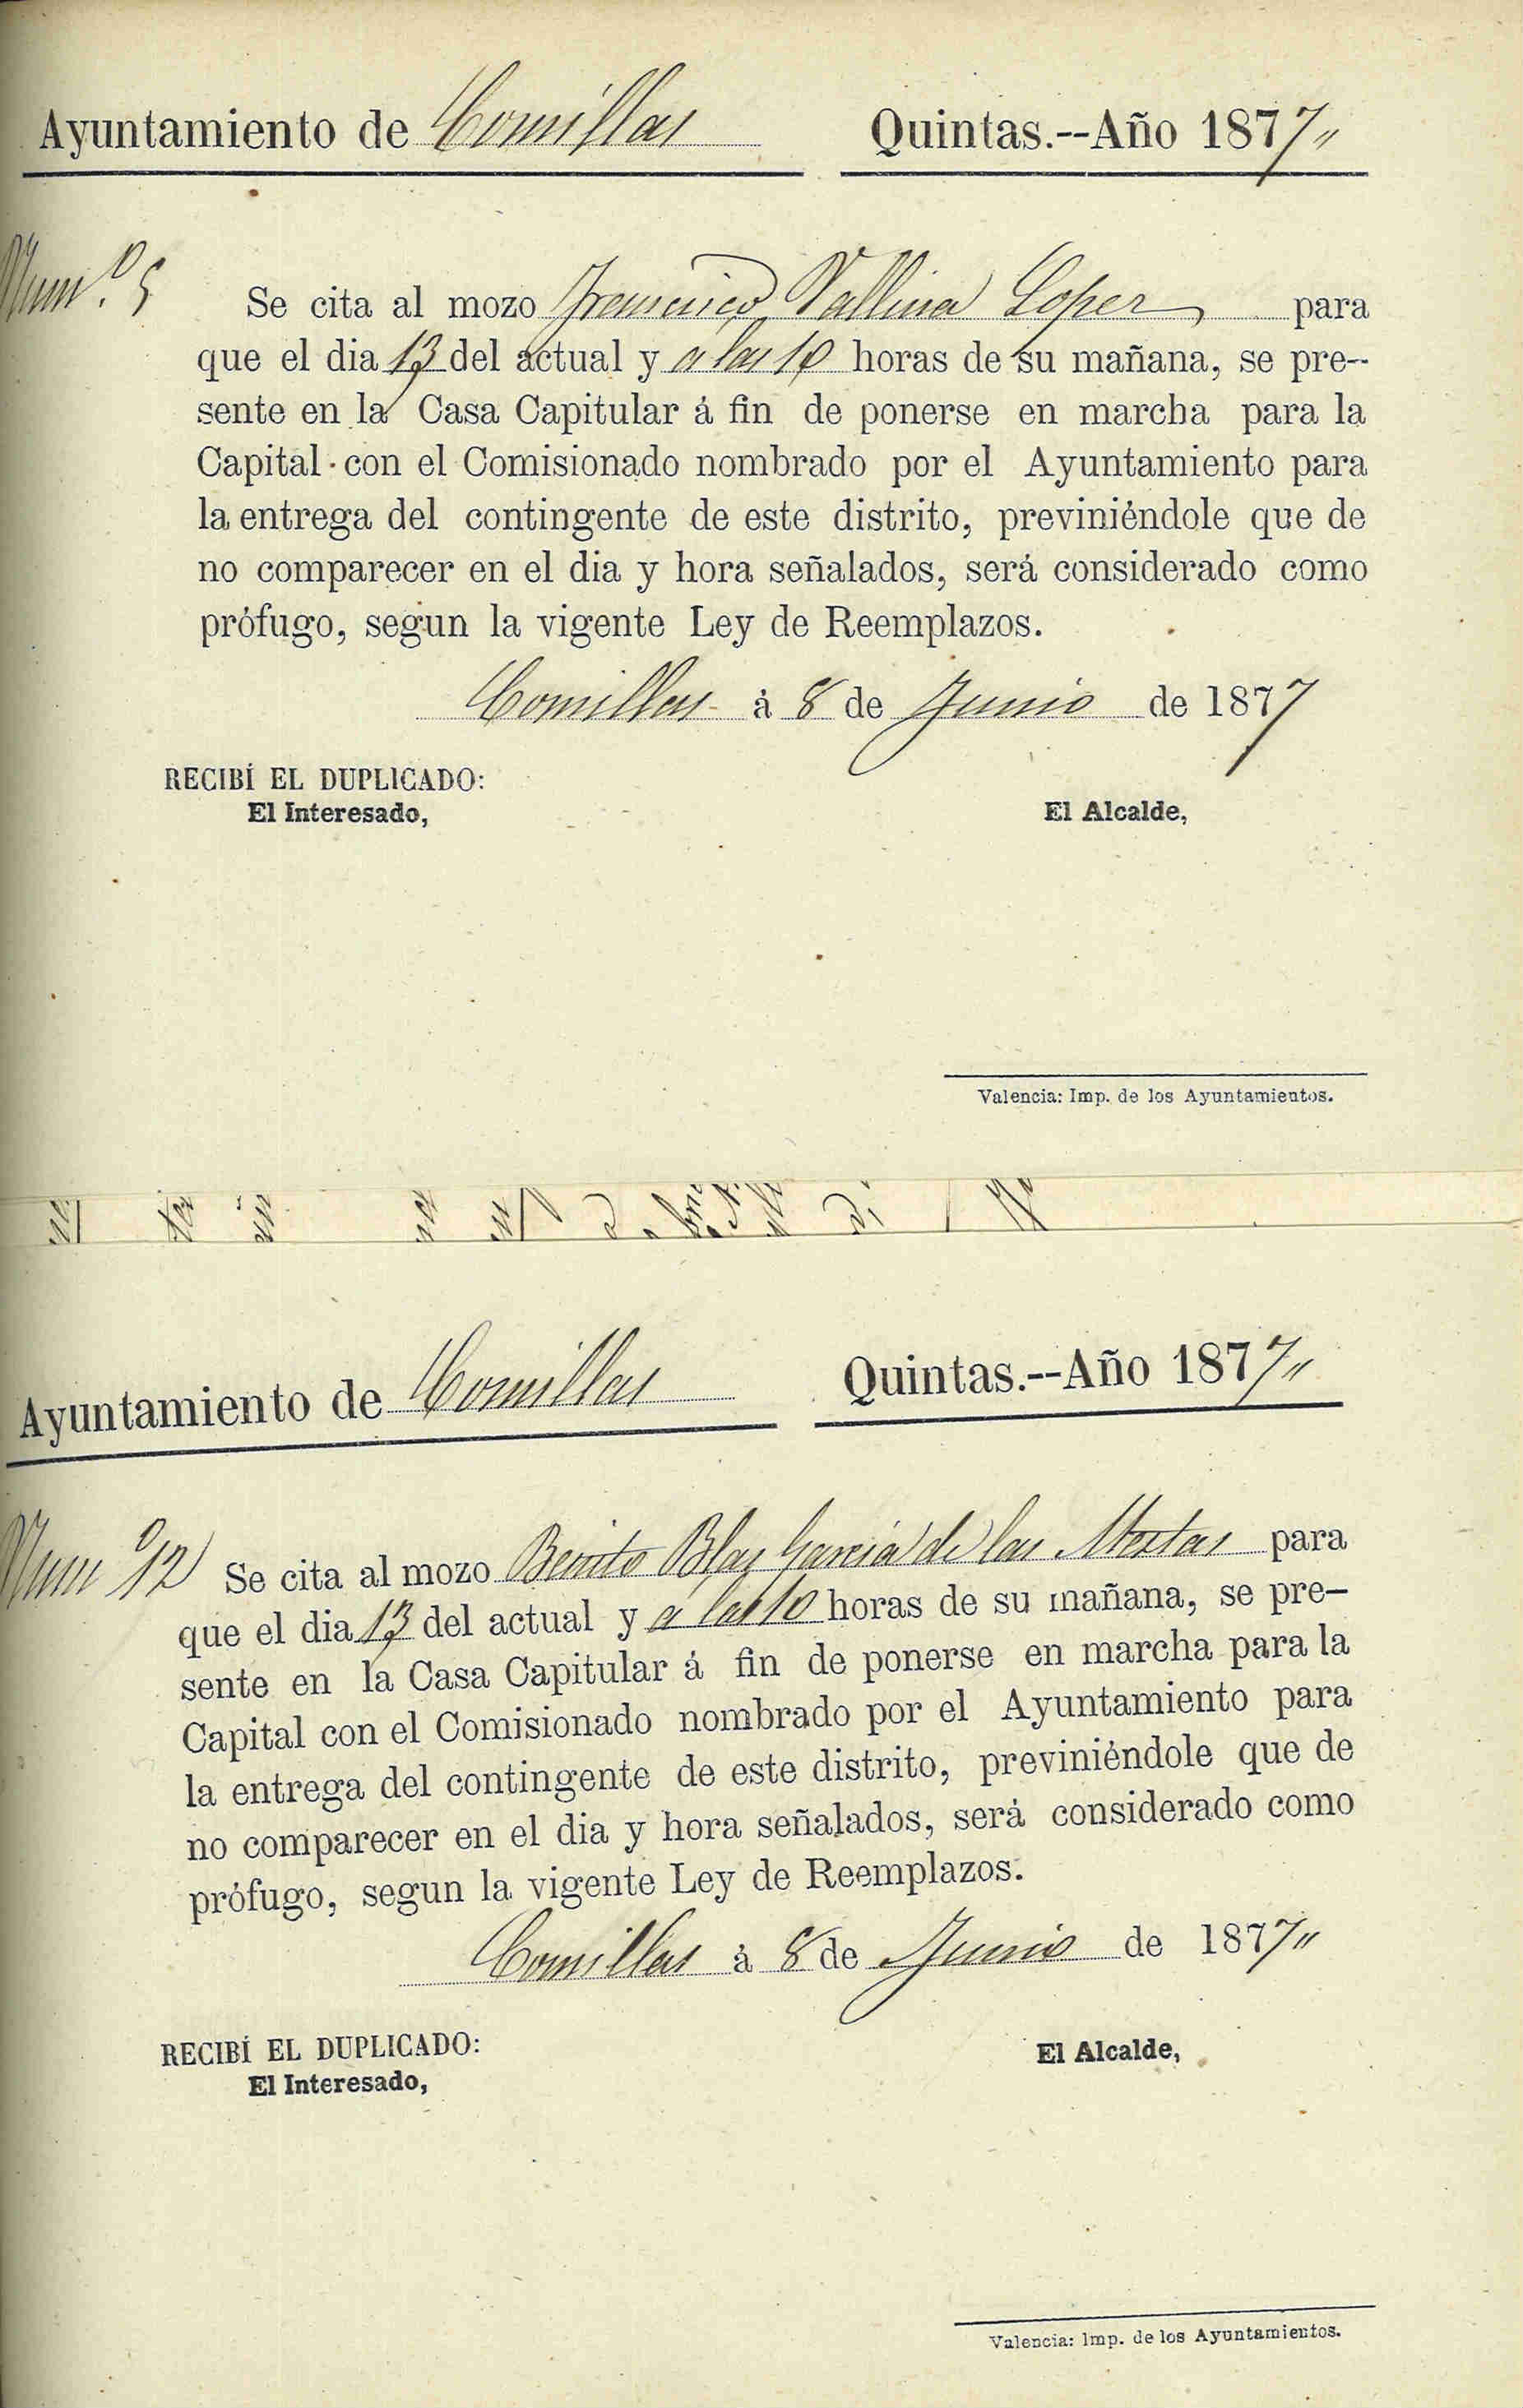 Ayuntamiento de Comillas Quintas.--Año 1877"
Numº. 5 Se cita al mozo Francisco Vallina Lopez para
que el dia 13 del actual y a las 10 horas de su mañana, se pre-
sente en la Casa Capitular á fin de ponerse en marcha para la
Capital con el Comisionado nombrado por el Ayuntamiento para
la entrega del contingente de este distrito, previniéndole que de
no comparecer en el dia y hora señalados, será considerado como
prófugo, segun la vigente Ley de Reemplazos.
Comillas á 8 de Junio de 1877
RECIBÍ EL DUPLICADO:
El Interesado, El Alcalde,
Valencia: Imp. de los Ayuntamientos.
Ayuntamiento de Comillas Quintas.--Año 1877"
Numº 12 Se cita al mozo Benito Blas Garcia de las Mestas para
que el dia 13 del actual y a las 10 horas de su mañana, se pre-
sente en la Casa Capitular á fin de ponerse en marcha para la
Capital con el Comisionado nombrado por el Ayuntamiento para
la entrega del contingente de este distrito, previniéndole que de
no comparecer en el dia y hora señalados, será considerado como
prófugo, segun la vigente Ley de Reemplazos.
Comillas á 8 de Junio de 1877"
RECIBÍ EL DUPLICADO:
El Interesado, El Alcalde,
Valencia: Imp. de los Ayuntamientos.